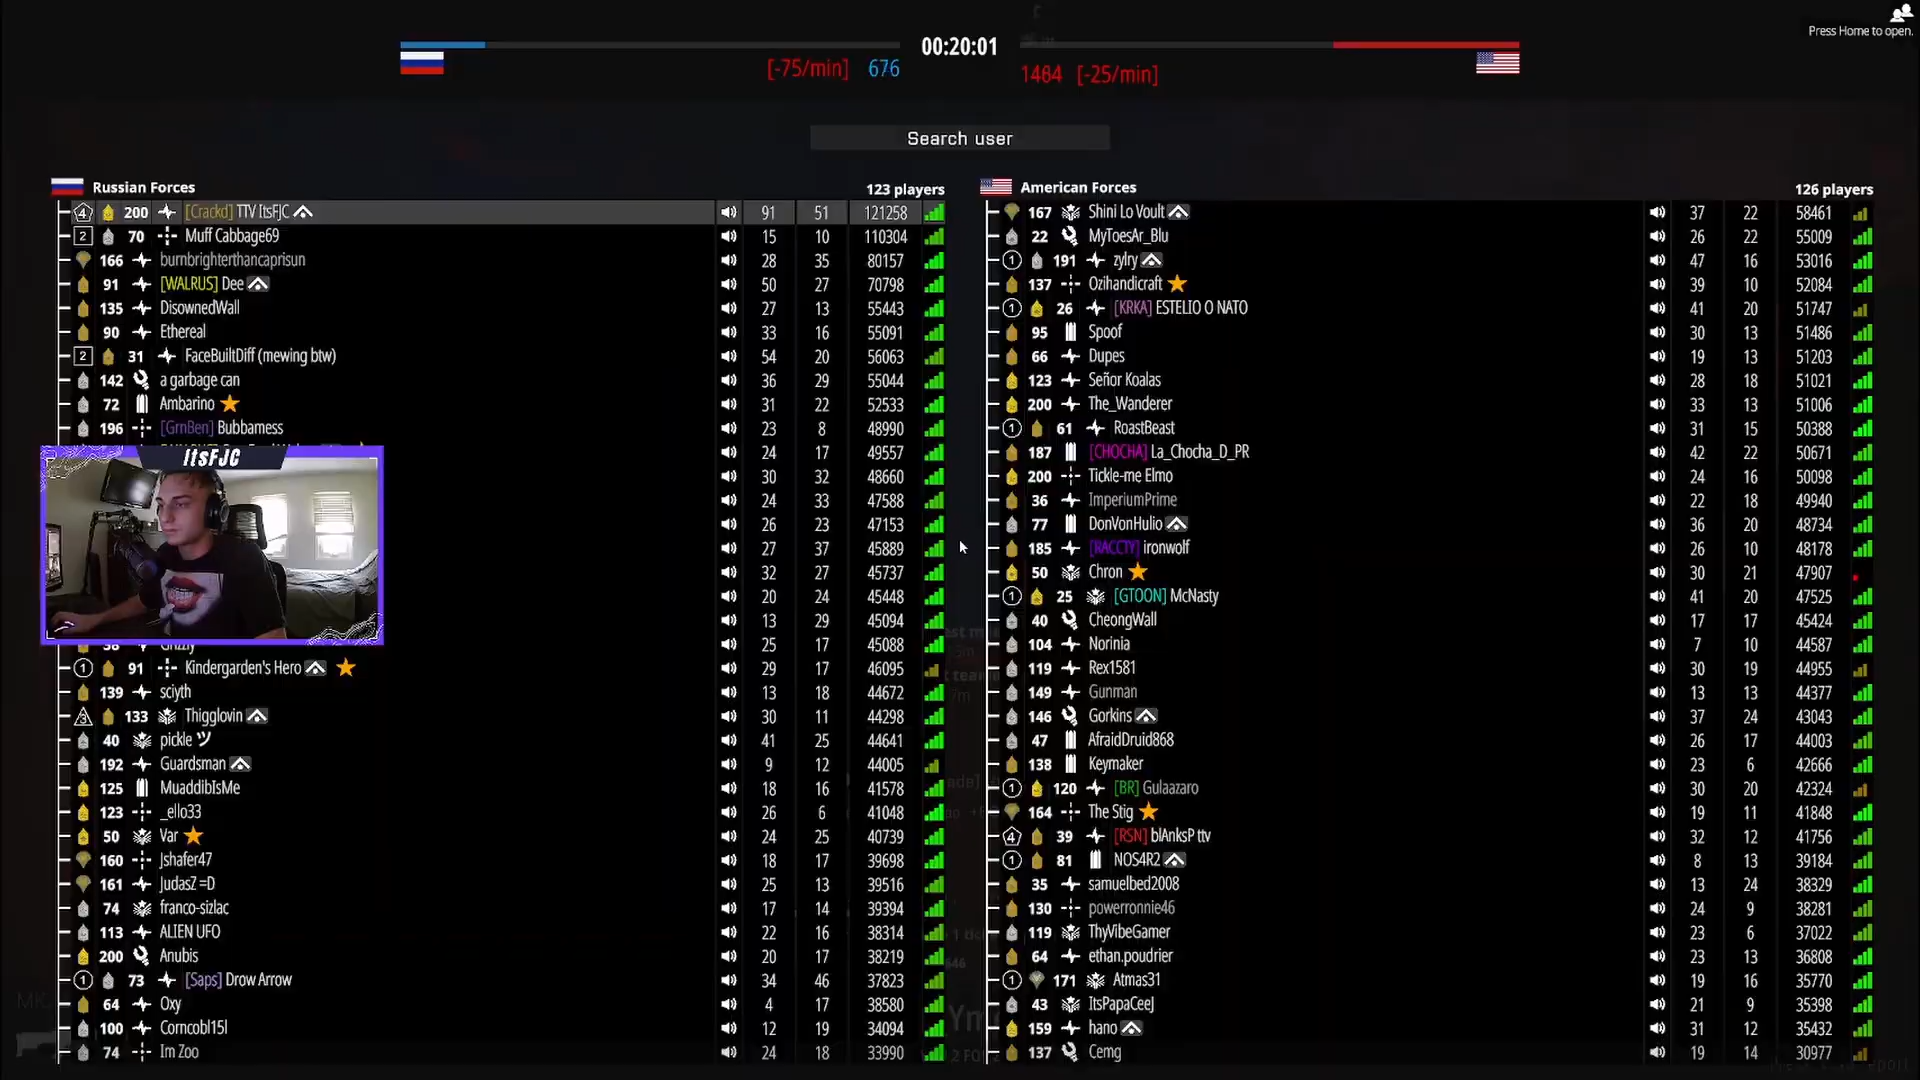 Press Home to open.
00:20:01
[-75/min] 676
1484 [-25/min]
Search user
Russian Forces 123 players
4 200 [Crackd] TTV ItsFJC 91 51 121258
2 70 Muff Cabbage69 15 10 110304
166 burnbrighterthancaprisun 28 35 80157
91 [WALRUS] Dee 50 27 70798
135 DisownedWall 27 13 55443
90 Ethereal 33 16 55091
2 31 FaceBuiltDiff (mewing btw) 54 20 56063
142 a garbage can 36 29 55044
72 Ambarino 31 22 52533
196 [GrnBen] Bubbamess 23 8 48990
ItsFJC
24 17 49557
30 32 48660
24 33 47588
26 23 47153
27 37 45889
32 27 45737
20 24 45448
13 29 45094
Grizly 25 17 45088
1 91 Kindergarden's Hero 29 17 46095
139 sciyth 13 18 44672
3 133 Thigglovin 30 11 44298
40 pickle ツ 41 25 44641
192 Guardsman 9 12 44005
125 MuaddibIsMe 18 16 41578
123 _ello33 26 6 41048
50 Var 24 25 40739
160 Jshafer47 18 17 39698
161 JudasZ =D 25 13 39516
74 franco-sizlac 17 14 39394
113 ALIEN UFO 22 16 38314
200 Anubis 20 17 38219
1 73 [Saps] Drow Arrow 34 46 37823
64 Oxy 4 17 38580
100 Corncobl15l 12 19 34094
74 Im Zoo 24 18 33990
American Forces 126 players
167 Shini Lo Voult 37 22 58461
22 MyToesAr_Blu 26 22 55009
1 191 zylry 47 16 53016
137 Ozihandicraft 39 10 52084
1 26 [KRKA] ESTELIO O NATO 41 20 51747
95 Spoof 30 13 51486
66 Dupes 19 13 51203
123 Señor Koalas 28 18 51021
200 The_Wanderer 33 13 51006
1 61 RoastBeast 31 15 50388
187 [CHOCHA] La_Chocha_D_PR 42 22 50671
200 Tickle-me Elmo 24 16 50098
36 ImperiumPrime 22 18 49940
77 DonVonHulio 36 20 48734
185 [RACCTY] ironwolf 26 10 48178
50 Chron 30 21 47907
1 25 [GTOON] McNasty 41 20 47525
40 CheongWall 17 17 45424
104 Norinia 7 10 44587
119 Rex1581 30 19 44955
149 Gunman 13 13 44377
146 Gorkins 37 24 43043
47 AfraidDruid868 26 17 44003
138 Keymaker 23 6 42666
1 120 [BR] Gulaazaro 30 20 42324
164 The Stig 19 11 41848
4 39 [RSN] blAnksP ttv 32 12 41756
1 81 NOS4R2 8 13 39184
35 samuelbed2008 13 24 38329
130 powerronnie46 24 9 38281
119 ThyVibeGamer 23 6 37022
64 ethan.poudrier 23 13 36808
1 171 Atmas31 19 16 35770
43 ItsPapaCeeJ 21 9 35398
159 hano 31 12 35432
137 Cemg 19 14 30977